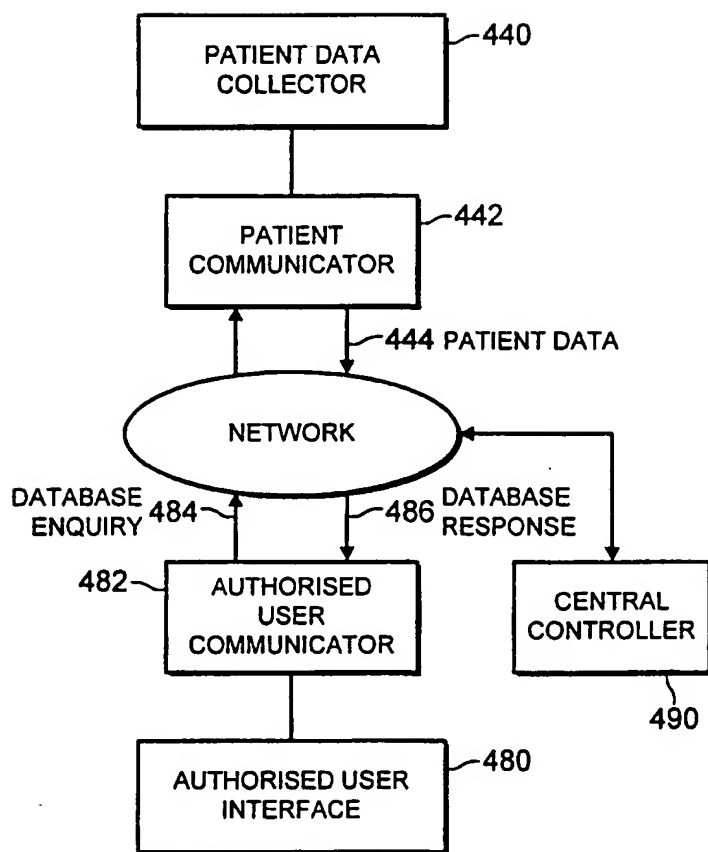 PATIENT DATA
COLLECTOR
440
PATIENT
COMMUNICATOR
442
444 PATIENT DATA
NETWORK
DATABASE
ENQUIRY
484
486
DATABASE
RESPONSE
482
AUTHORISED
USER
COMMUNICATOR
CENTRAL
CONTROLLER
490
AUTHORISED USER
INTERFACE
480